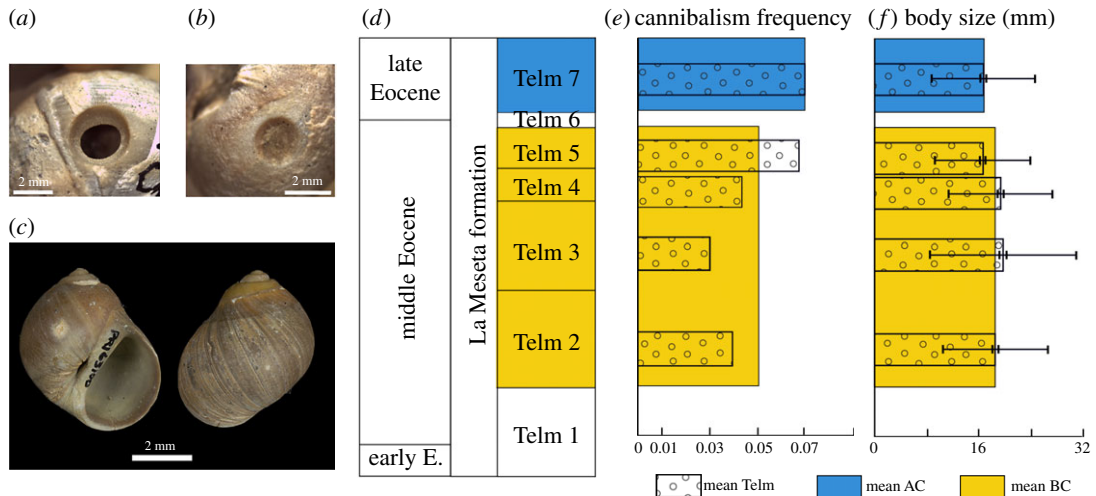 (a)
(b)
(d)
(e) cannibalism frequency
(f) body size (mm)
2 mm
2 mm
(c)
2 mm
late
Eocene
middle Eocene
early E.
La Meseta formation
Telm 7
Telm 6
Telm 5
Telm 4
Telm 3
Telm 2
Telm 1
0 0.01 0.03 0.05 0.07
0 16 32
mean Telm
mean AC
mean BC